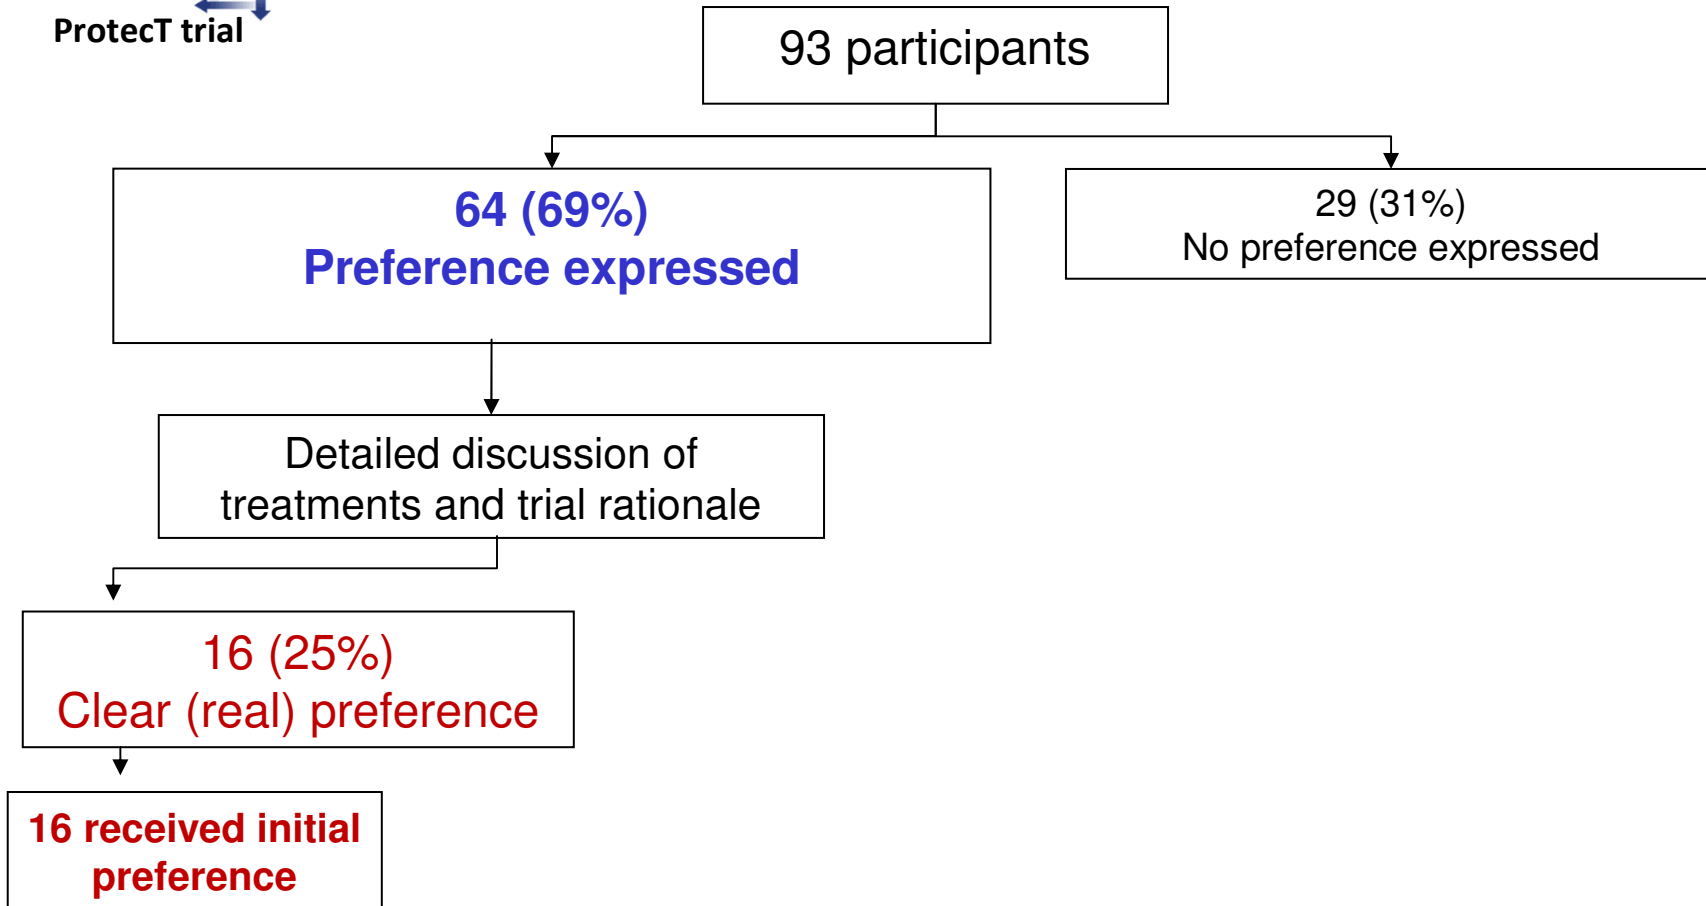 ProtecT trial
93 participants
64 (69%)
Preference expressed
29 (31%)
No preference expressed
Detailed discussion of
treatments and trial rationale
16 (25%)
Clear (real) preference
16 received initial
preference